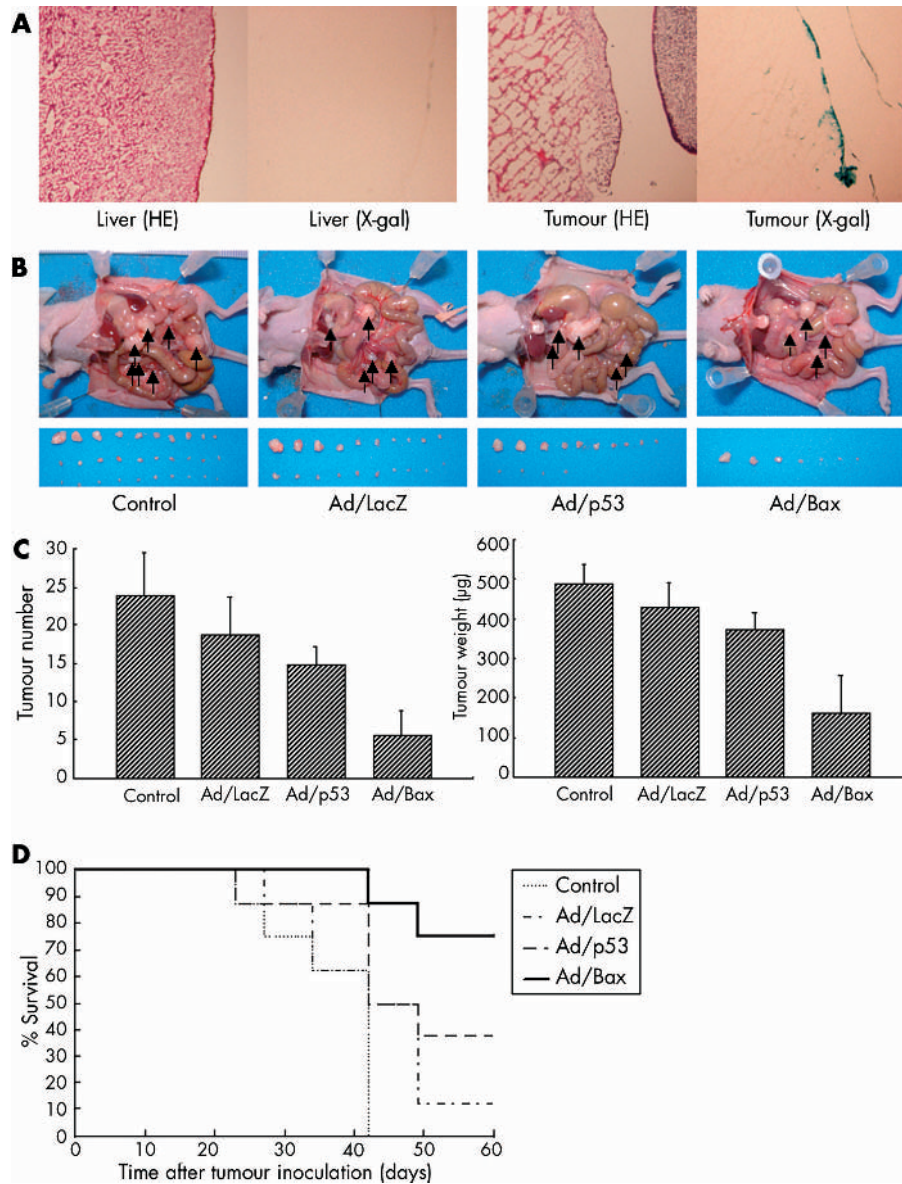 A
Liver (HE)
Liver (X-gal)
Tumour (HE)
Tumour (X-gal)
B
Control
Ad/LacZ
Ad/p53
Ad/Bax
C
Tumour number
30
25
20
15
10
5
0
Control
Ad/LacZ
Ad/p53
Ad/Bax
Tumour weight (µg)
600
500
400
300
200
100
0
Control
Ad/LacZ
Ad/p53
Ad/Bax
D
% Survival
100
90
80
70
60
50
40
30
20
10
0
0
10
20
30
40
50
60
Time after tumour inoculation (days)
Control
Ad/LacZ
Ad/p53
Ad/Bax